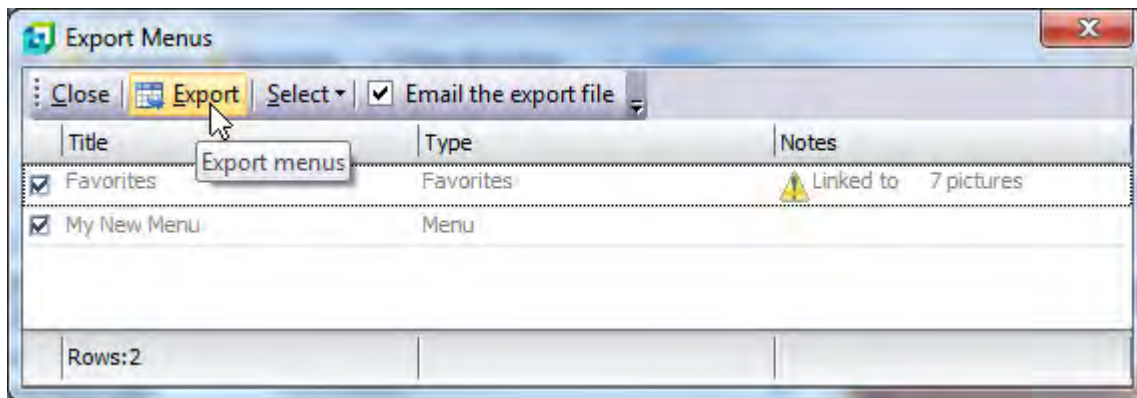 Export Menus
Close Export Select Email the export file
Title Type Notes
Export menus
Favorites Favorites Linked to 7 pictures
My New Menu Menu
Rows:2